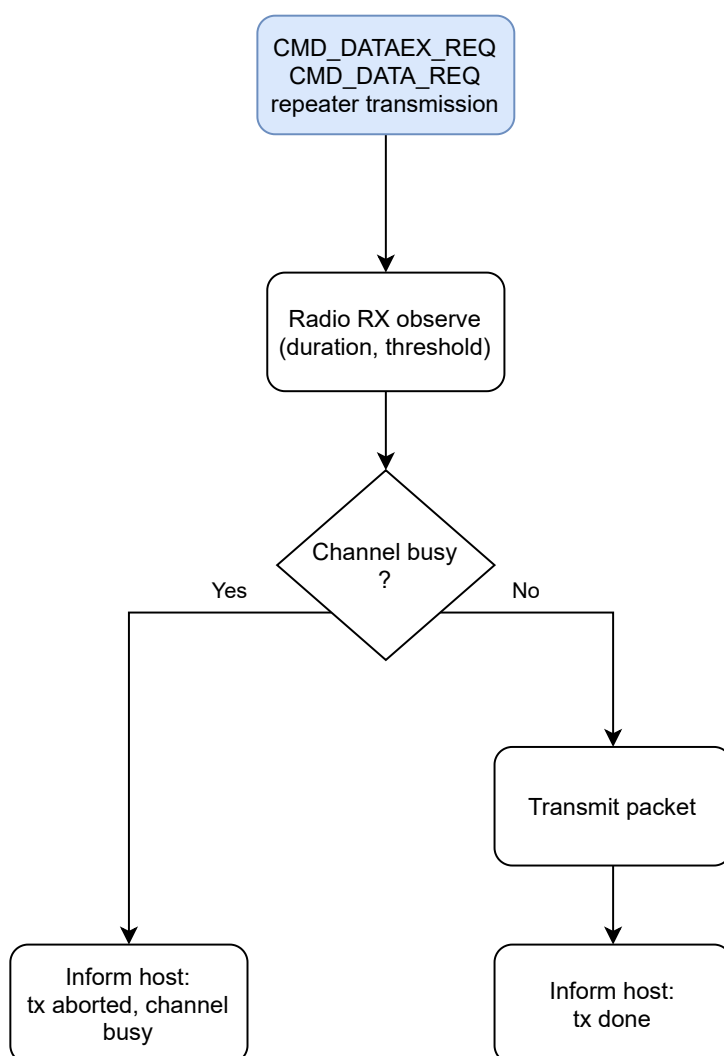 CMD_DATAEX_REQ
CMD_DATA_REQ
repeater transmission
Radio RX observe
(duration, threshold)
Channel busy
?
Yes
No
Transmit packet
Inform host:
tx aborted, channel
busy
Inform host:
tx done